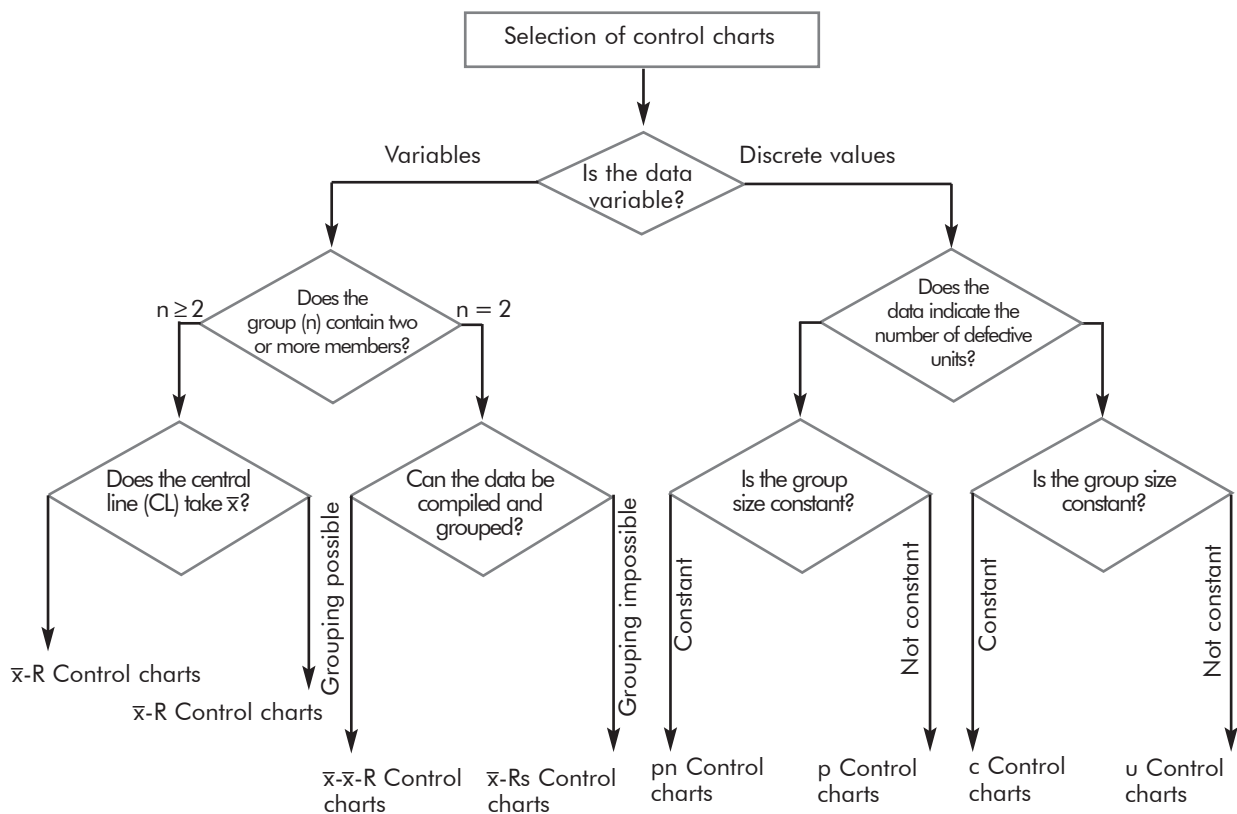 Selection of control charts
Variables
Discrete values
Is the data
variable?
n ≥ 2
Does the
group (n) contain two
or more members?
n = 2
Does the
data indicate the
number of defective
units?
Does the central
line (CL) take x̅?
Can the data be
compiled and
grouped?
Is the group
size constant?
Is the group size
constant?
Grouping possible
Grouping impossible
Constant
Not constant
Constant
Not constant
x̅-R Control charts
x̅-R Control charts
x̅-x̅-R Control
charts
x̅-Rs Control
charts
pn Control
charts
p Control
charts
c Control
charts
u Control
charts